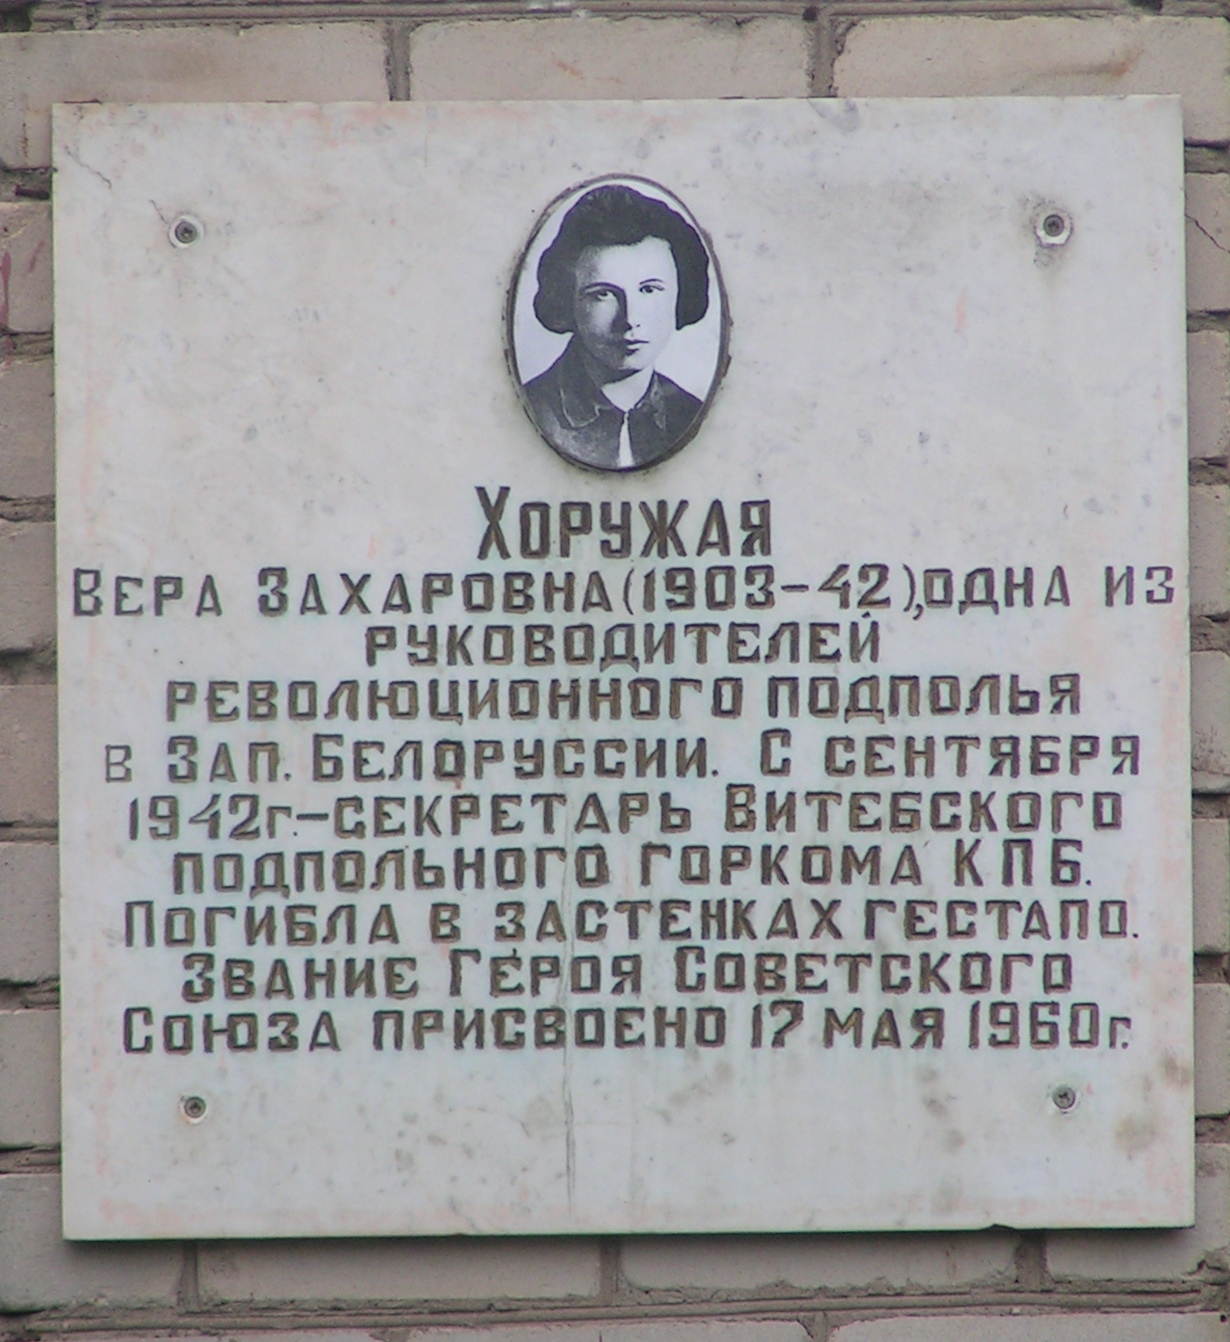 ХОРУЖАЯ
ВЕРА ЗАХАРОВНА (1903-42), ОДНА ИЗ
РУКОВОДИТЕЛЕЙ
РЕВОЛЮЦИОННОГО ПОДПОЛЬЯ
В ЗАП. БЕЛОРУССИИ. С СЕНТЯБРЯ
1942г.-СЕКРЕТАРЬ ВИТЕБСКОГО
ПОДПОЛЬНОГО ГОРКОМА КПБ.
ПОГИБЛА В ЗАСТЕНКАХ ГЕСТАПО.
ЗВАНИЕ ГЕРОЯ СОВЕТСКОГО
СОЮЗА ПРИСВОЕНО 17 МАЯ 1960г.